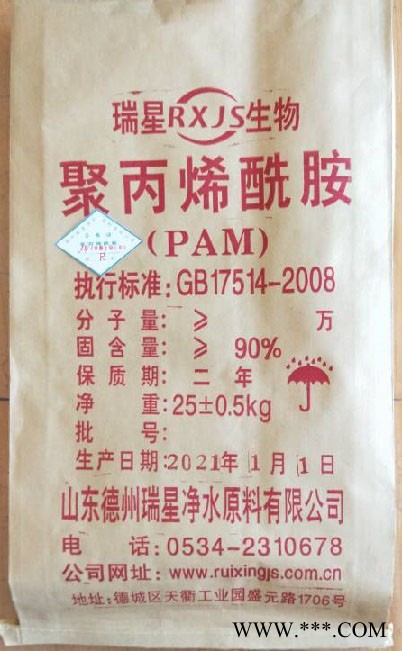 瑞星RXJS生物
聚丙烯酰胺
(PAM)
执行标准:GB17514-2008
分子量: ≥ 万
固含量: ≥ 90%
保质期: 二年
净重:25±0.5kg
批号:
生产日期:2021年1月1日
山东德州瑞星净水原料有限公司
电话:0534-2310678
公司网址:www.ruixingjs.com.cn
地址:德城区天衢工业园盛元路1706号
WWW.***.COM